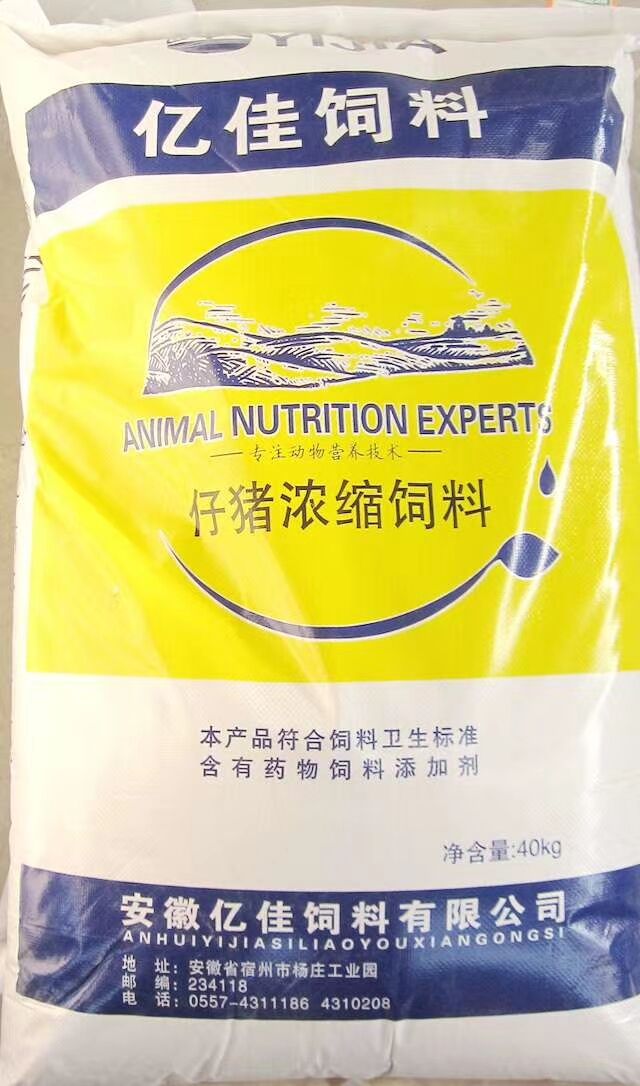 YIJIA
亿佳饲料
ANIMAL NUTRITION EXPERTS
专注动物营养技术
仔猪浓缩饲料
本产品符合饲料卫生标准
含有药物饲料添加剂
净含量:40kg
安徽亿佳饲料有限公司
ANHUIYIJIASILIAOYOUXIANGONGSI
地 址: 安徽省宿州市杨庄工业园
邮 编: 234118
电 话: 0557-4311186 4310208